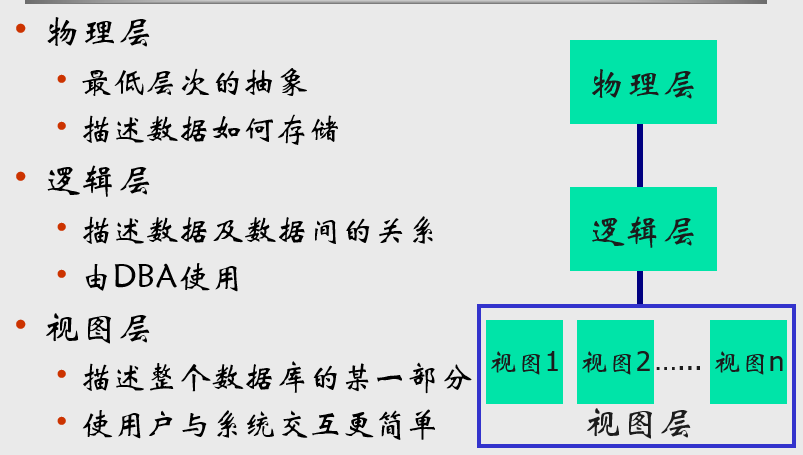 物理层
最低层次的抽象
描述数据如何存储
逻辑层
描述数据及数据间的关系
由DBA使用
视图层
描述整个数据库的某一部分
使用户与系统交互更简单
物理层
逻辑层
视图1 视图2 …… 视图n
视图层